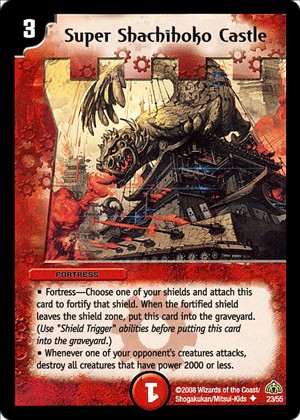 3
Super Shachihoko Castle
FORTRESS
▪ Fortress—Choose one of your shields and attach this
card to fortify that shield. When the fortified shield
leaves the shield zone, put this card into the graveyard.
(Use "Shield Trigger" abilities before putting this card
into the graveyard.)
▪ Whenever one of your opponent's creatures attacks,
destroy all creatures that have power 2000 or less.
1
©2008 Wizards of the Coast/
Shogakukan/Mitsui-Kids
23/55